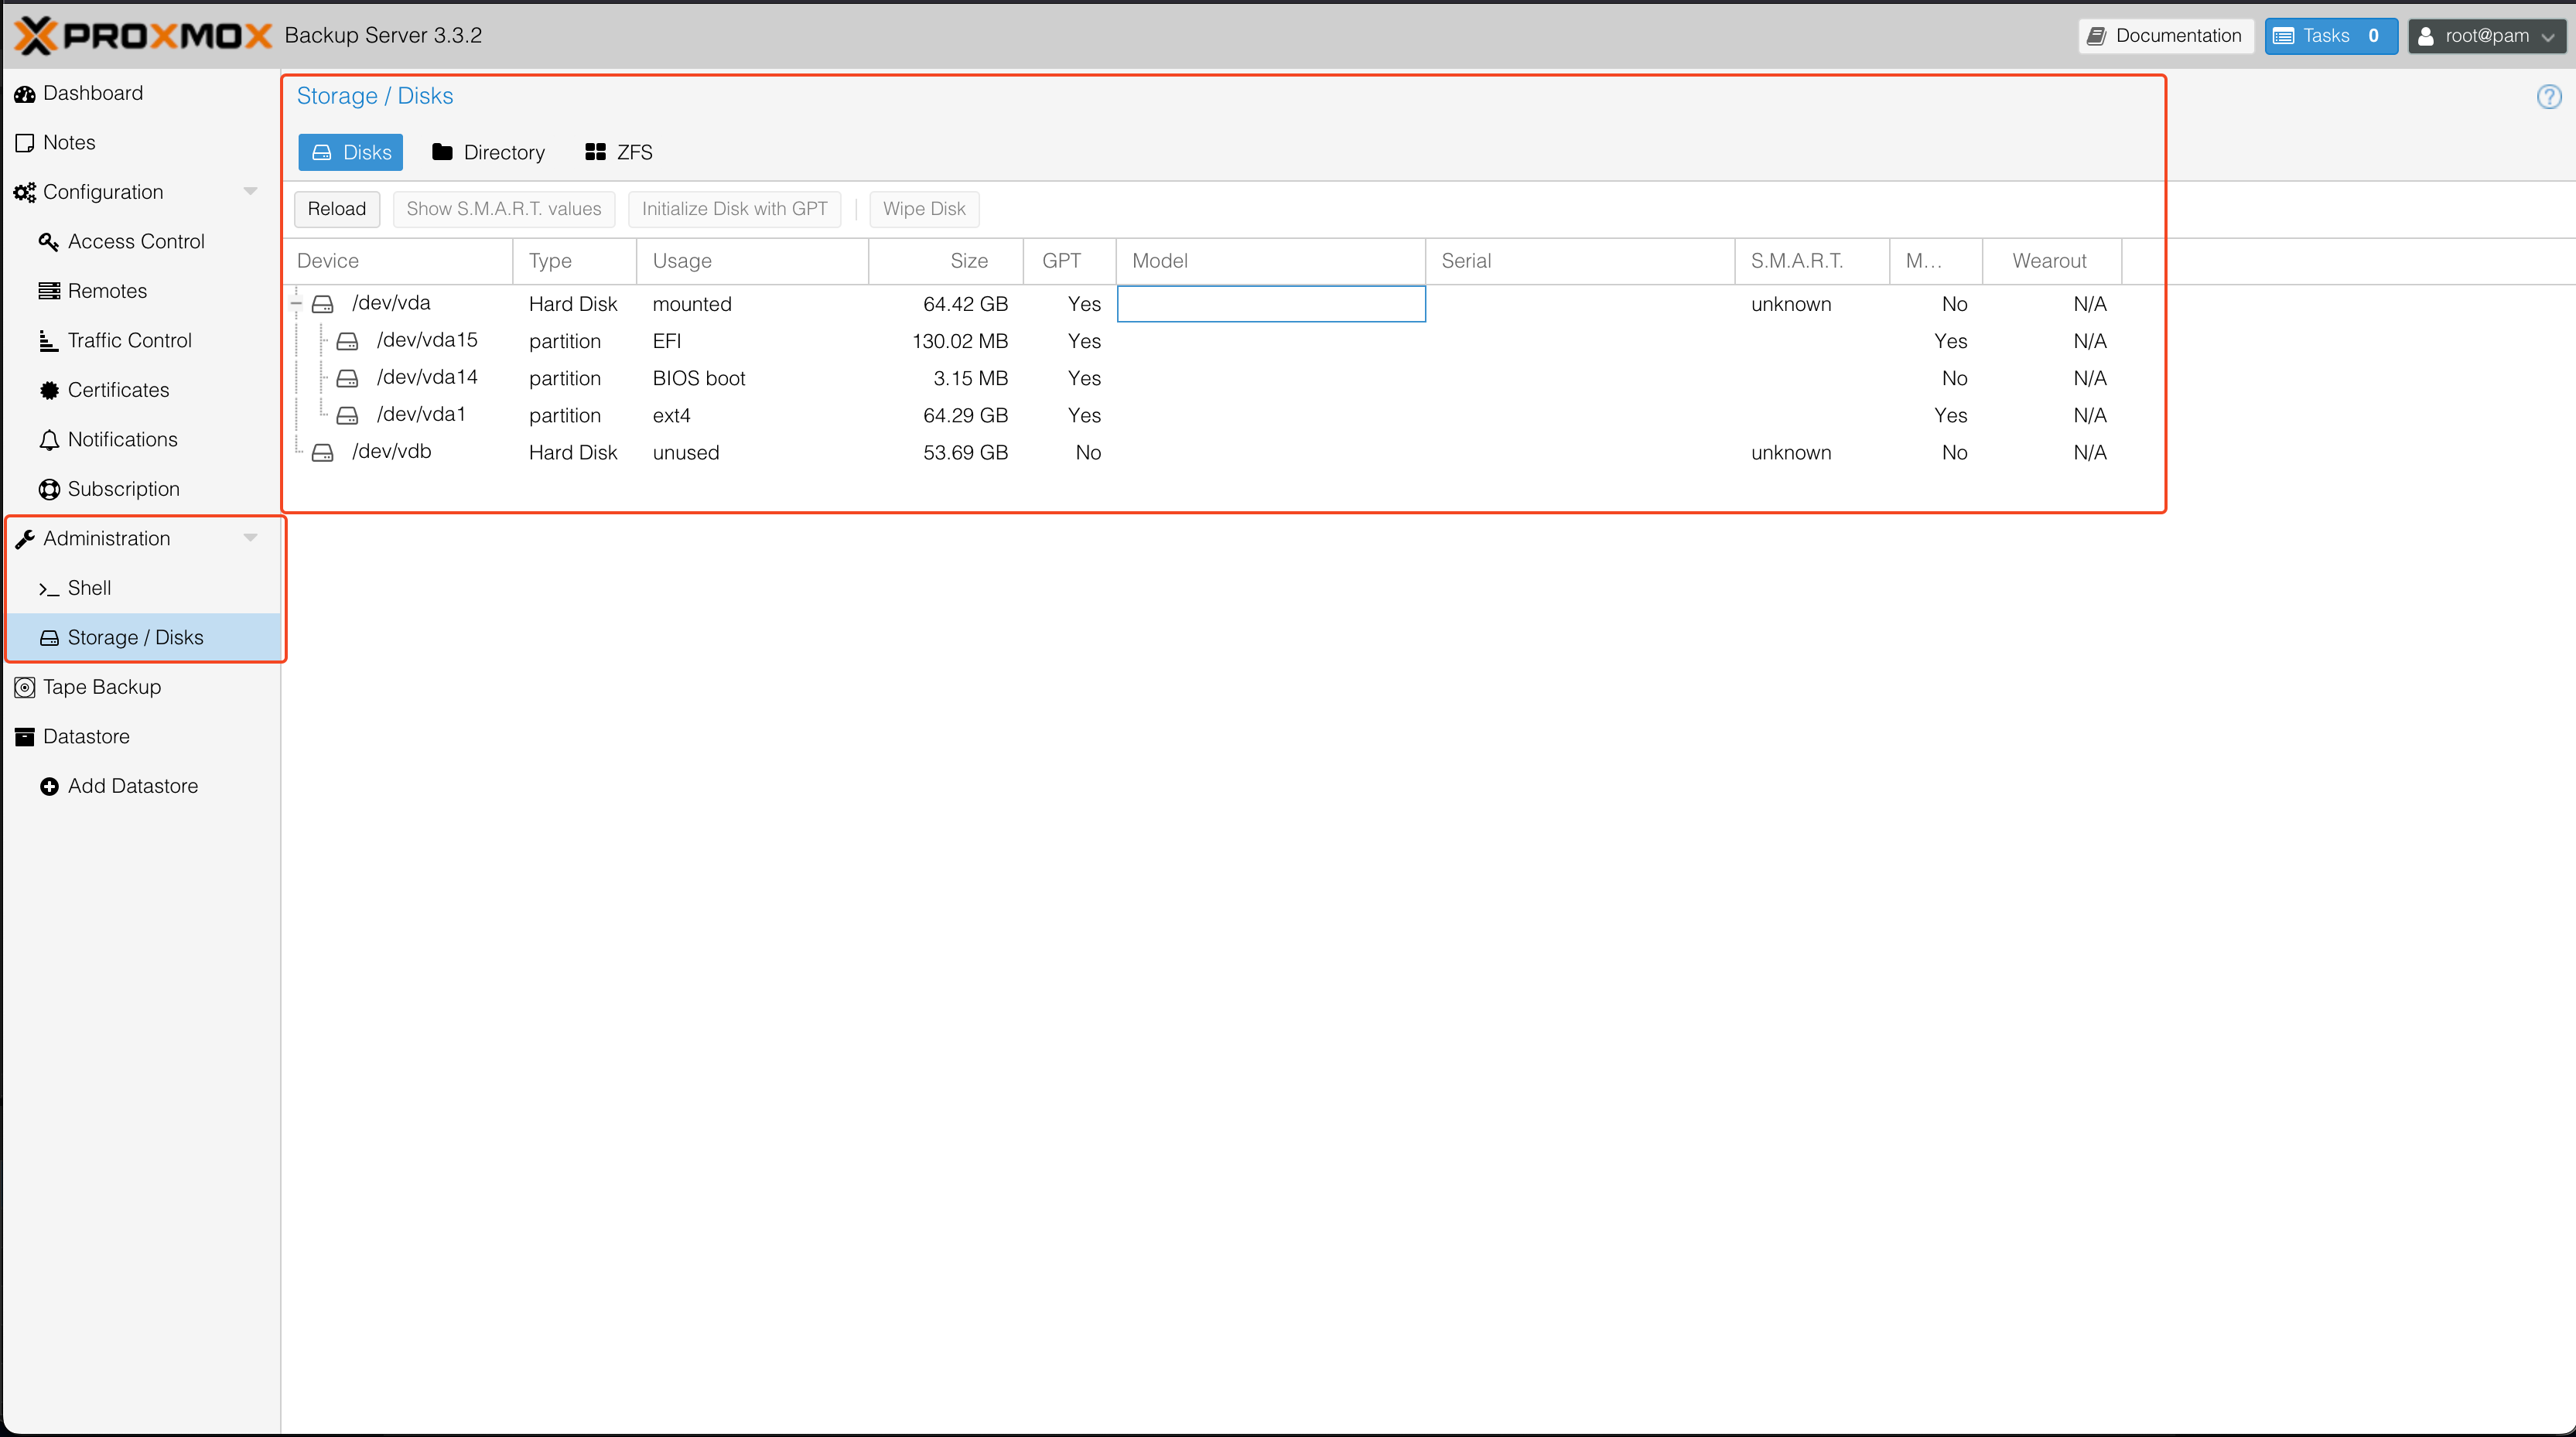 PROXMOX Backup Server 3.3.2
Documentation
Tasks 0
root@pam
Dashboard
Notes
Configuration
Access Control
Remotes
Traffic Control
Certificates
Notifications
Subscription
Administration
Shell
Storage / Disks
Tape Backup
Datastore
Add Datastore
Storage / Disks
Disks Directory ZFS
Reload Show S.M.A.R.T. values Initialize Disk with GPT Wipe Disk
Device Type Usage Size GPT Model Serial S.M.A.R.T. M... Wearout
/dev/vda Hard Disk mounted 64.42 GB Yes unknown No N/A
/dev/vda15 partition EFI 130.02 MB Yes Yes N/A
/dev/vda14 partition BIOS boot 3.15 MB Yes No N/A
/dev/vda1 partition ext4 64.29 GB Yes Yes N/A
/dev/vdb Hard Disk unused 53.69 GB No unknown No N/A